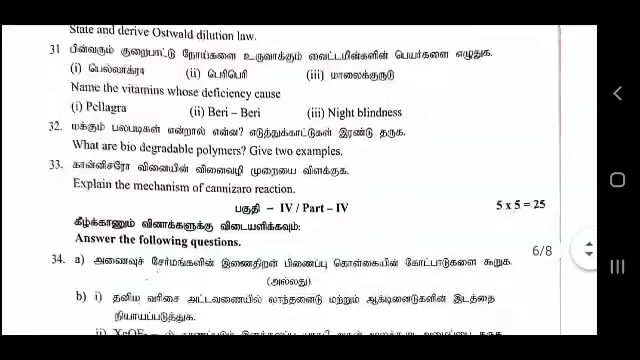 State and derive Ostwald dilution law.
31 பின்வரும் குறைபாட்டு நோய்களை உருவாக்கும் வைட்டமின்களின் பெயர்களை எழுதுக.
(i) பெல்லாக்ரா (ii) பெரிபெரி (iii) மாலைக்குருடு
Name the vitamins whose deficiency cause
(i) Pellagra (ii) Beri – Beri (iii) Night blindness
32. மக்கும் பலபடிகள் என்றால் என்ன? எடுத்துக்காட்டுகள் இரண்டு தருக.
What are bio degradable polymers? Give two examples.
33. கான்னிசரோ வினையின் வினைவழி முறையை விளக்குக.
Explain the mechanism of cannizaro reaction.
பகுதி – IV / Part – IV 5 x 5 = 25
கீழ்க்காணும் வினாக்களுக்கு விடையளிக்கவும்:
Answer the following questions.
6/8
34. a) அணைவுச் சேர்மங்களின் இணைதிறன் பிணைப்பு கொள்கையின் கோட்பாடுகளை கூறுக.
(அல்லது)
b) i) தனிம வரிசை அட்டவணையில் லாந்தனைடு மற்றும் ஆக்டினைடுகளின் இடத்தை
நியாயப்படுத்துக.
ii)